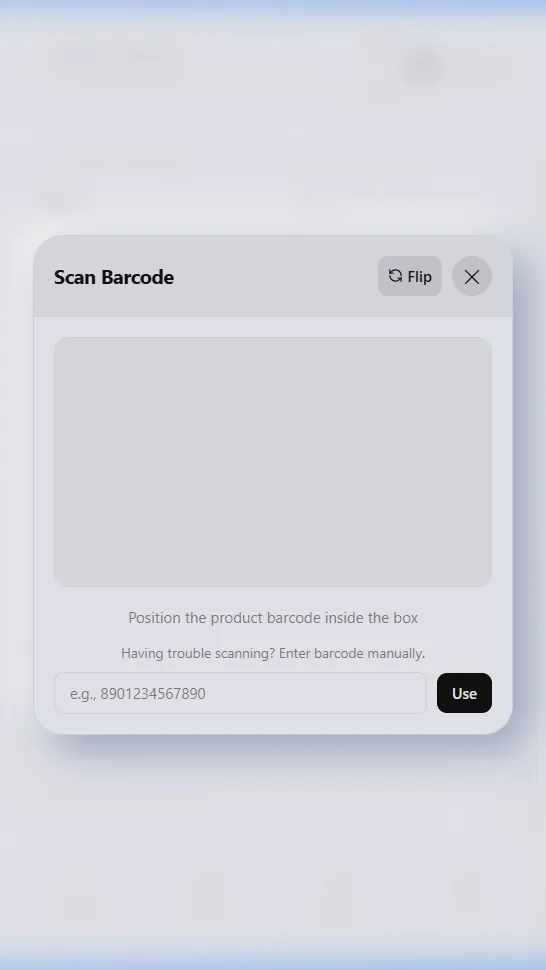 Scan Barcode
Flip
Position the product barcode inside the box
Having trouble scanning? Enter barcode manually.
e.g., 8901234567890
Use